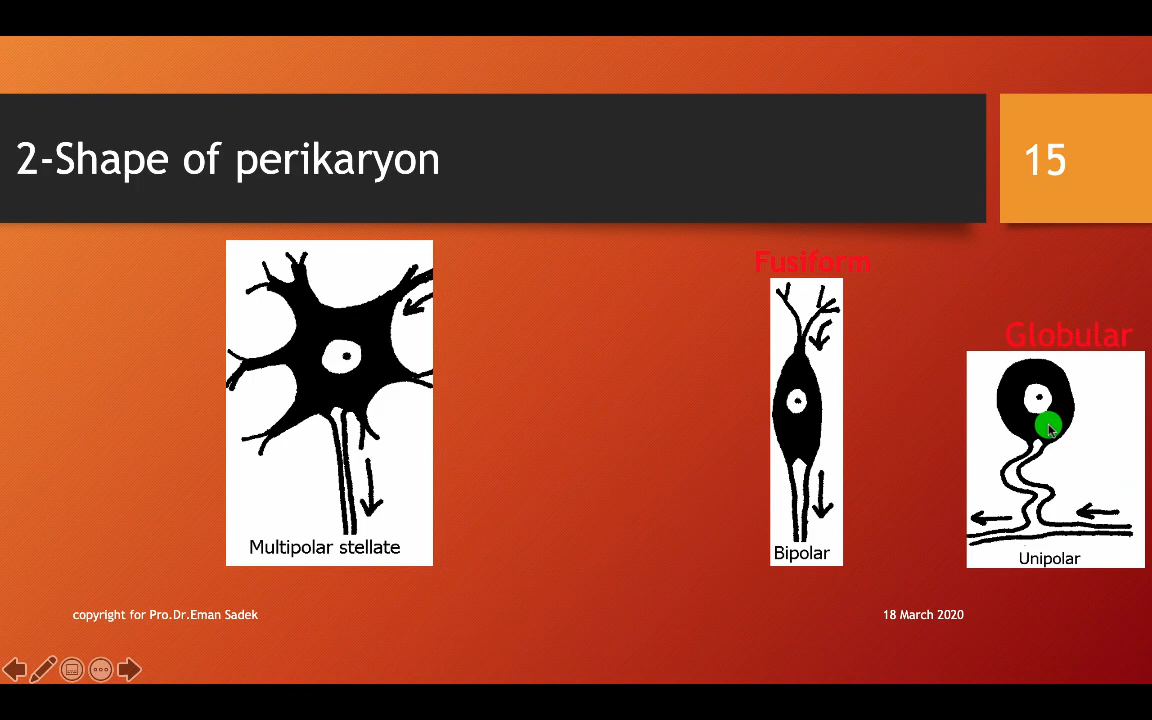 2-Shape of perikaryon
15
Fusiform
Globular
Multipolar stellate
Bipolar
Unipolar
copyright for Pro.Dr.Eman Sadek
18 March 2020